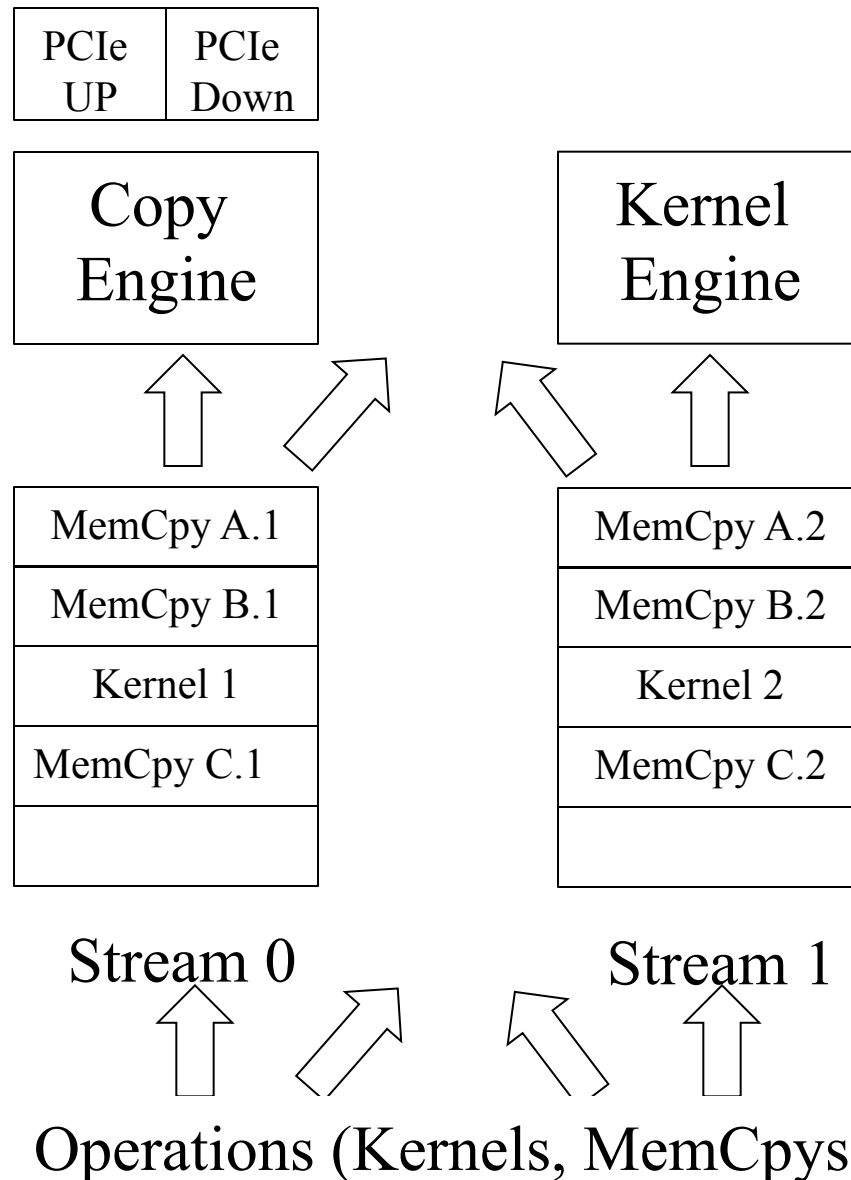 PCIe
UP
PCIe
Down
Copy
Engine
Kernel
Engine
MemCpy A.1
MemCpy B.1
Kernel 1
MemCpy C.1
MemCpy A.2
MemCpy B.2
Kernel 2
MemCpy C.2
Stream 0
Stream 1
Operations (Kernels, MemCpys